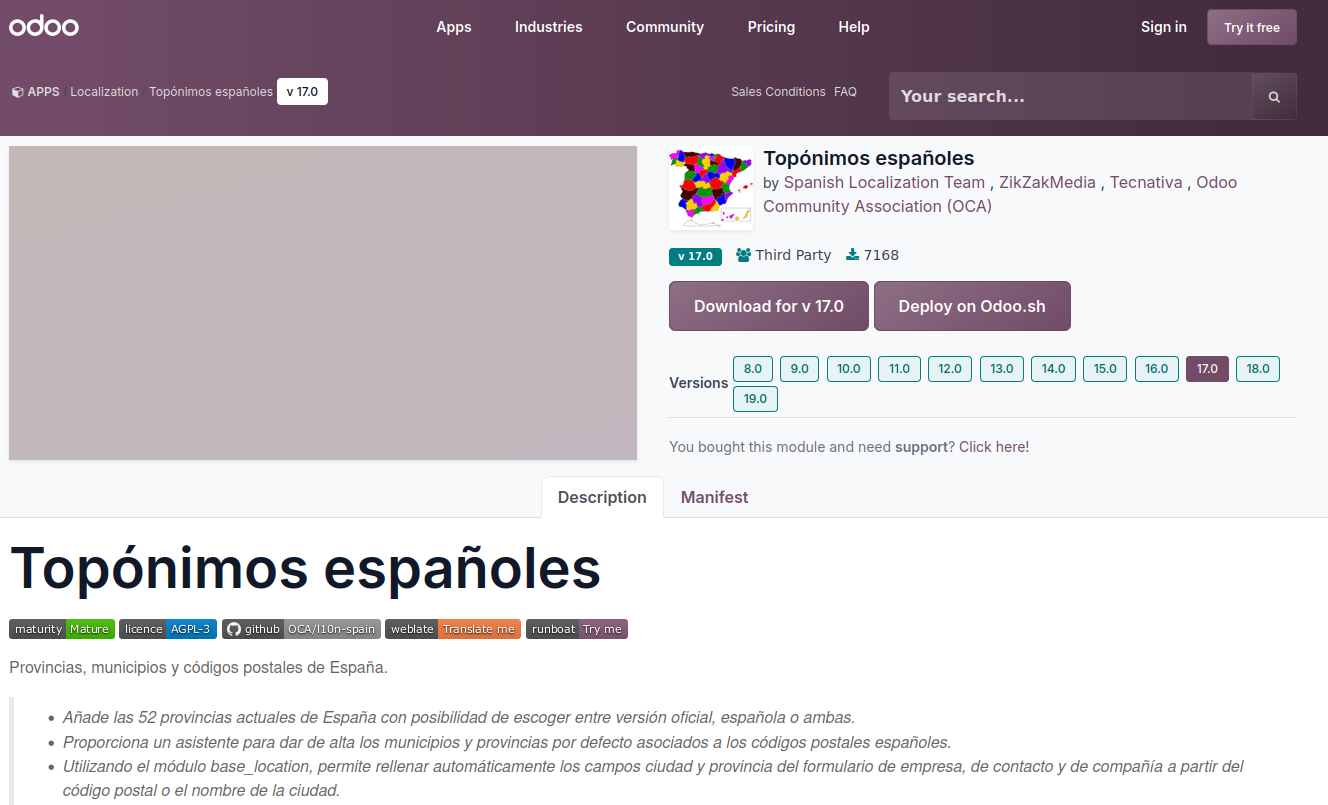 odoo
Apps Industries Community Pricing Help Sign in Try it free
APPS / Localization / Topónimos españoles v 17.0 Sales Conditions FAQ Your search...
Topónimos españoles
by Spanish Localization Team , ZikZakMedia , Tecnativa , Odoo
Community Association (OCA)
v 17.0 Third Party 7168
Download for v 17.0 Deploy on Odoo.sh
Versions 8.0 9.0 10.0 11.0 12.0 13.0 14.0 15.0 16.0 17.0 18.0
19.0
You bought this module and need support? Click here!
Description Manifest
Topónimos españoles
maturity Mature licence AGPL-3 github OCA/l10n-spain weblate Translate me runboat Try me
Provincias, municipios y códigos postales de España.
• Añade las 52 provincias actuales de España con posibilidad de escoger entre versión oficial, española o ambas.
• Proporciona un asistente para dar de alta los municipios y provincias por defecto asociados a los códigos postales españoles.
• Utilizando el módulo base_location, permite rellenar automáticamente los campos ciudad y provincia del formulario de empresa, de contacto y de compañía a partir del
código postal o el nombre de la ciudad.